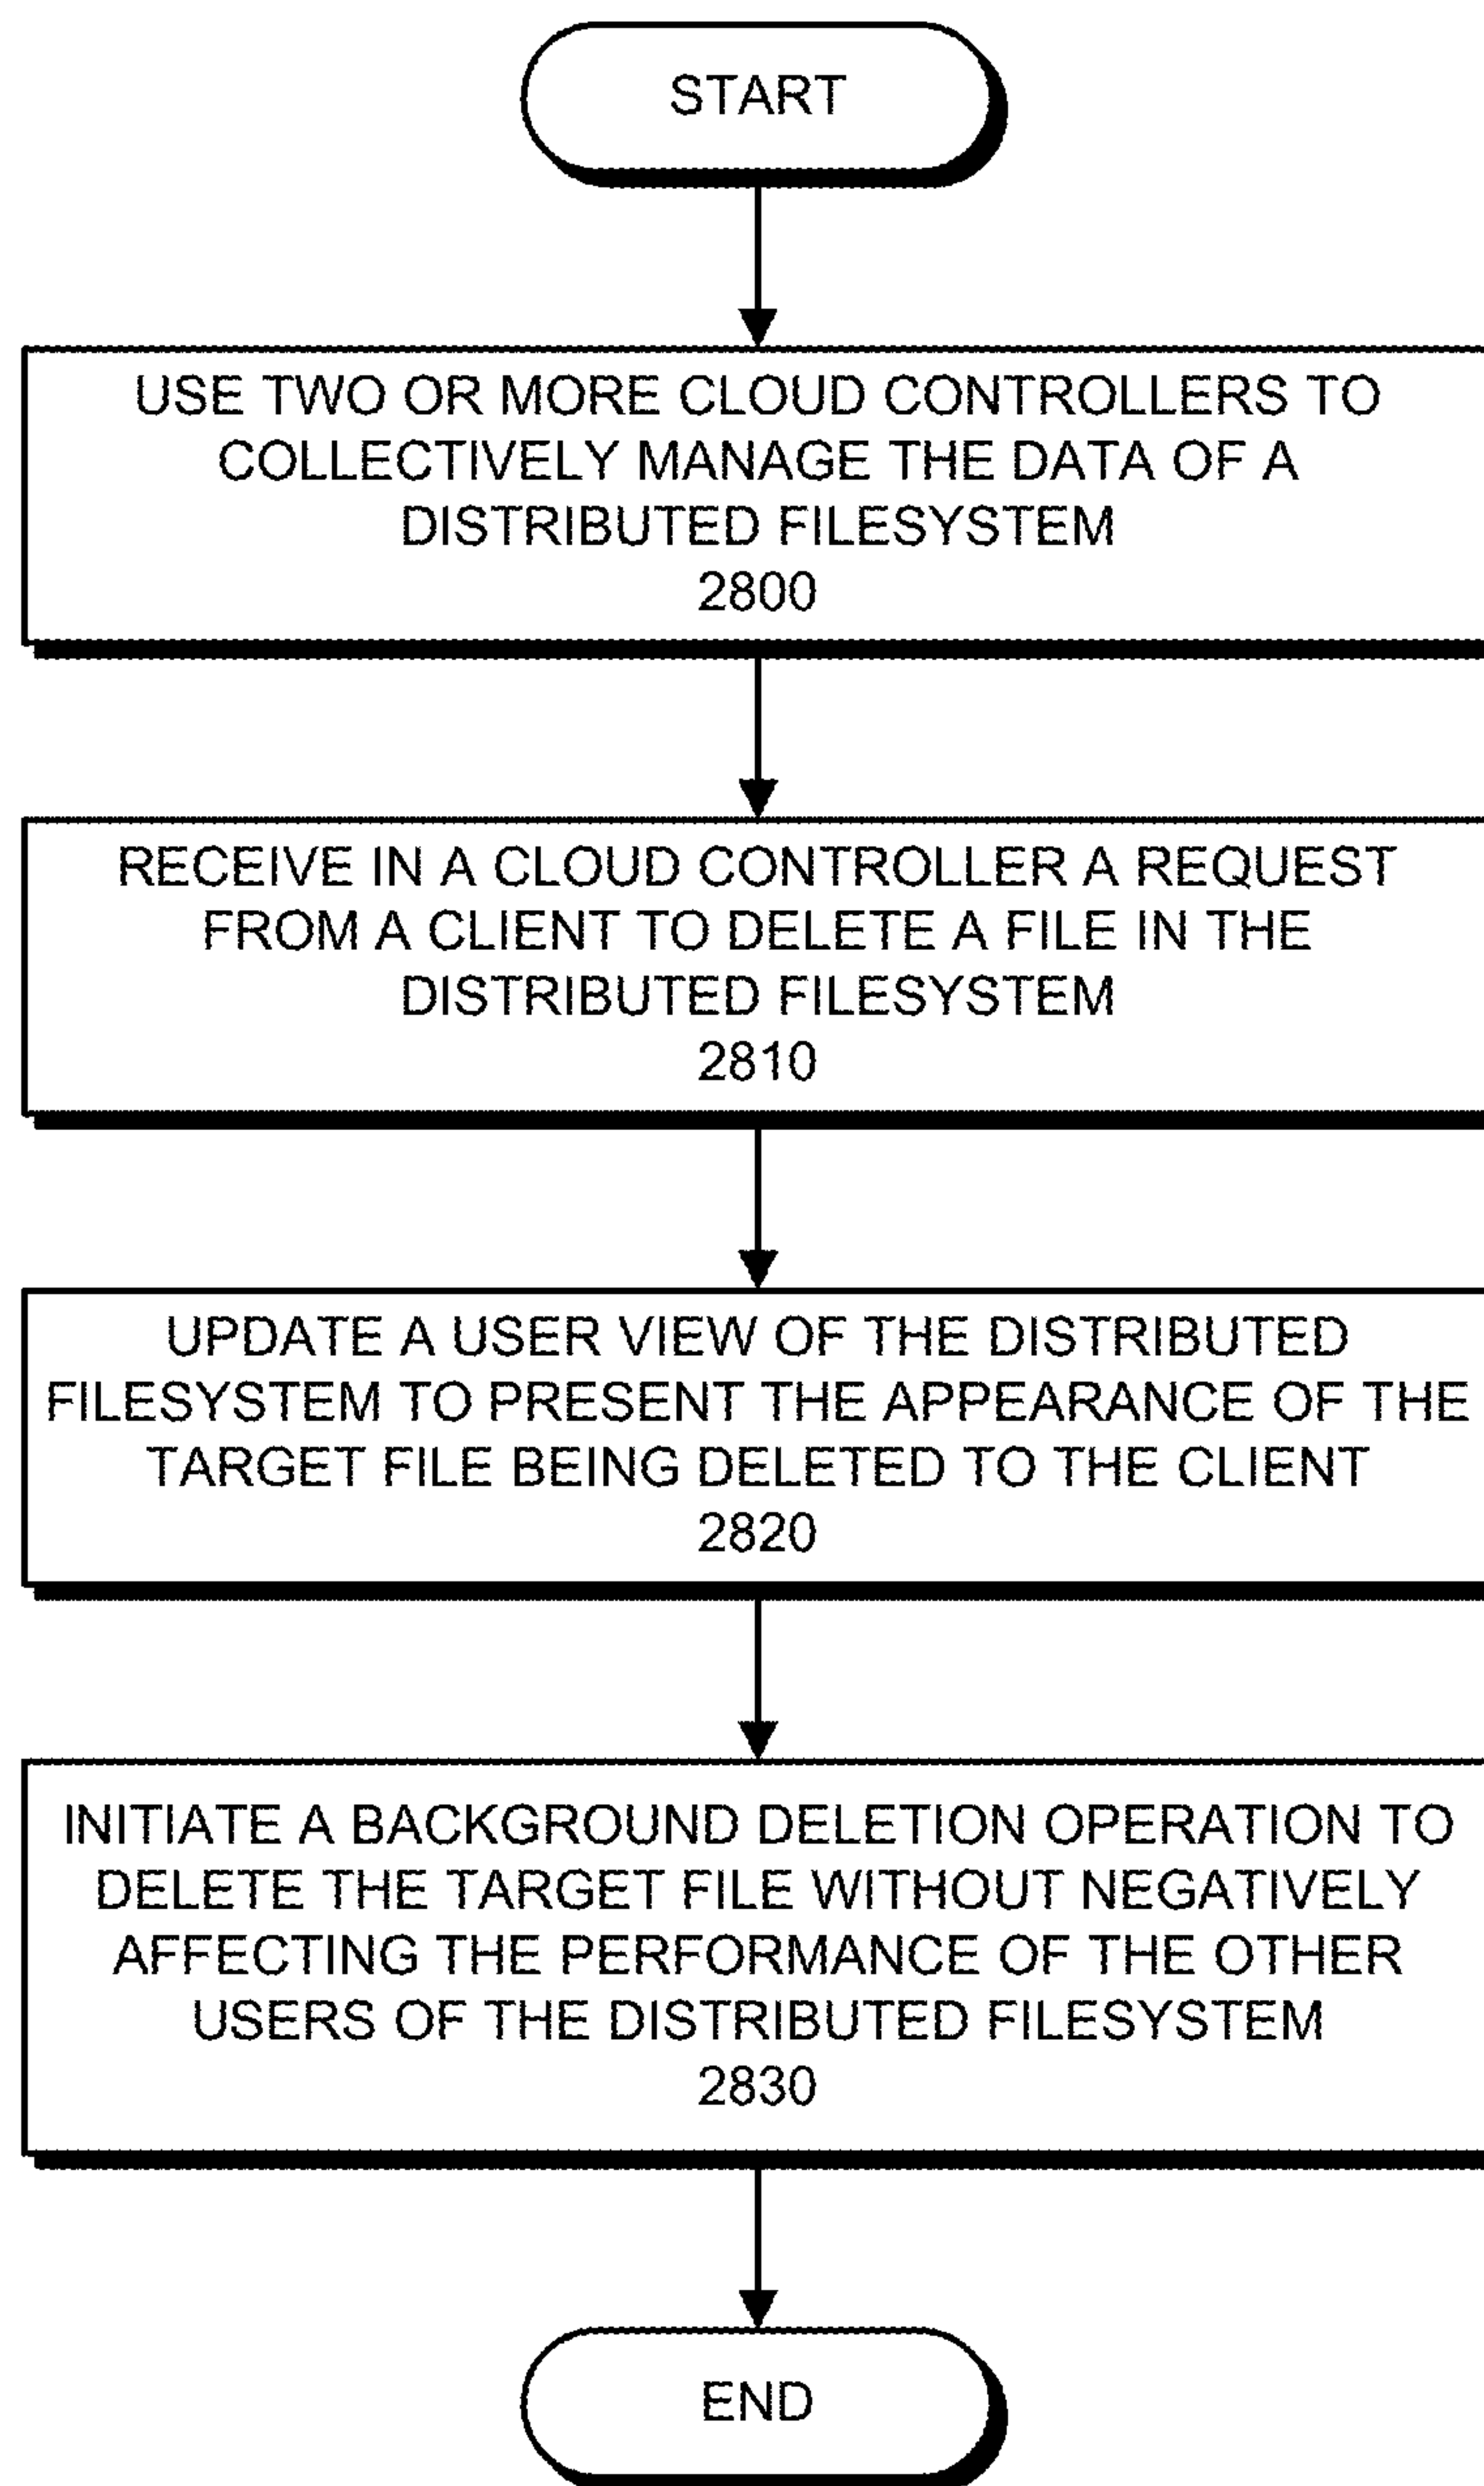 START
USE TWO OR MORE CLOUD CONTROLLERS TO
COLLECTIVELY MANAGE THE DATA OF A
DISTRIBUTED FILESYSTEM
2800
RECEIVE IN A CLOUD CONTROLLER A REQUEST
FROM A CLIENT TO DELETE A FILE IN THE
DISTRIBUTED FILESYSTEM
2810
UPDATE A USER VIEW OF THE DISTRIBUTED
FILESYSTEM TO PRESENT THE APPEARANCE OF THE
TARGET FILE BEING DELETED TO THE CLIENT
2820
INITIATE A BACKGROUND DELETION OPERATION TO
DELETE THE TARGET FILE WITHOUT NEGATIVELY
AFFECTING THE PERFORMANCE OF THE OTHER
USERS OF THE DISTRIBUTED FILESYSTEM
2830
END